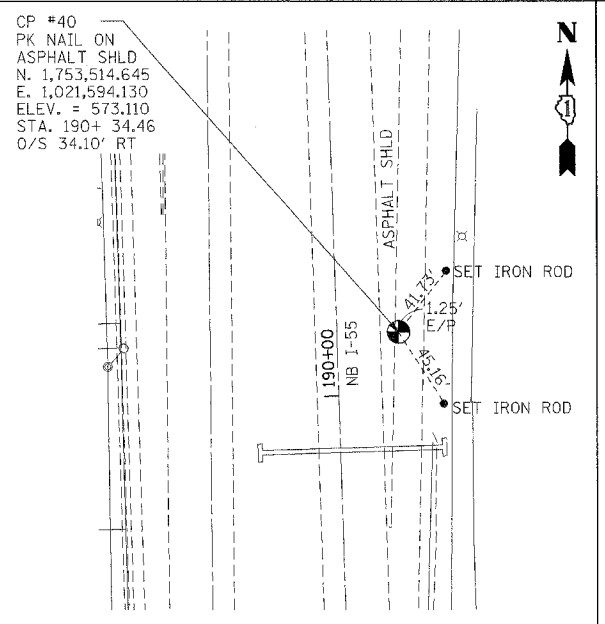 CP #40
PK NAIL ON
ASPHALT SHLD
N. 1,753,514.645
E. 1,021,594.130
ELEV. = 573.110
STA. 190+ 34.46
O/S 34.10' RT
N
1
ASPHALT SHLD
SET IRON ROD
41.73'
1.25'
E/P
190+00
NB I-55
45.16'
SET IRON ROD